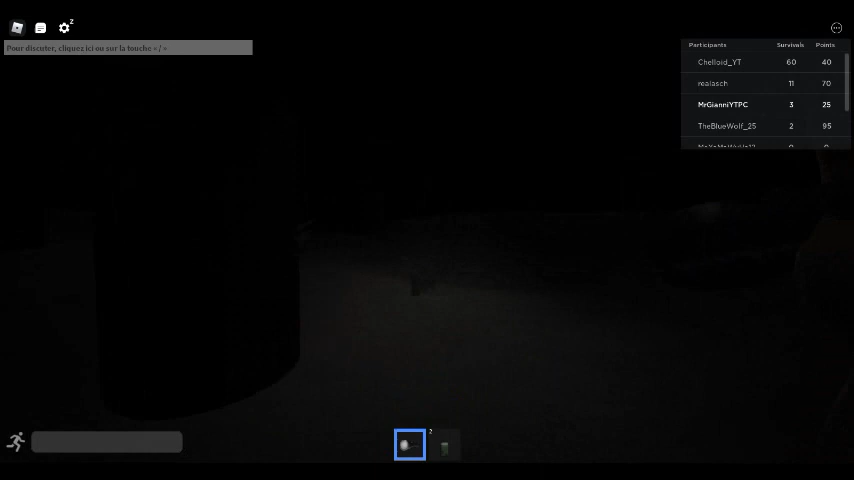 Z
Pour discuter, cliquez ici ou sur la touche « / »
Participants Survivals Points
Chelloid_YT 60 40
realasch 11 70
MrGianniYTPC 3 25
TheBlueWolf_25 2 95
2